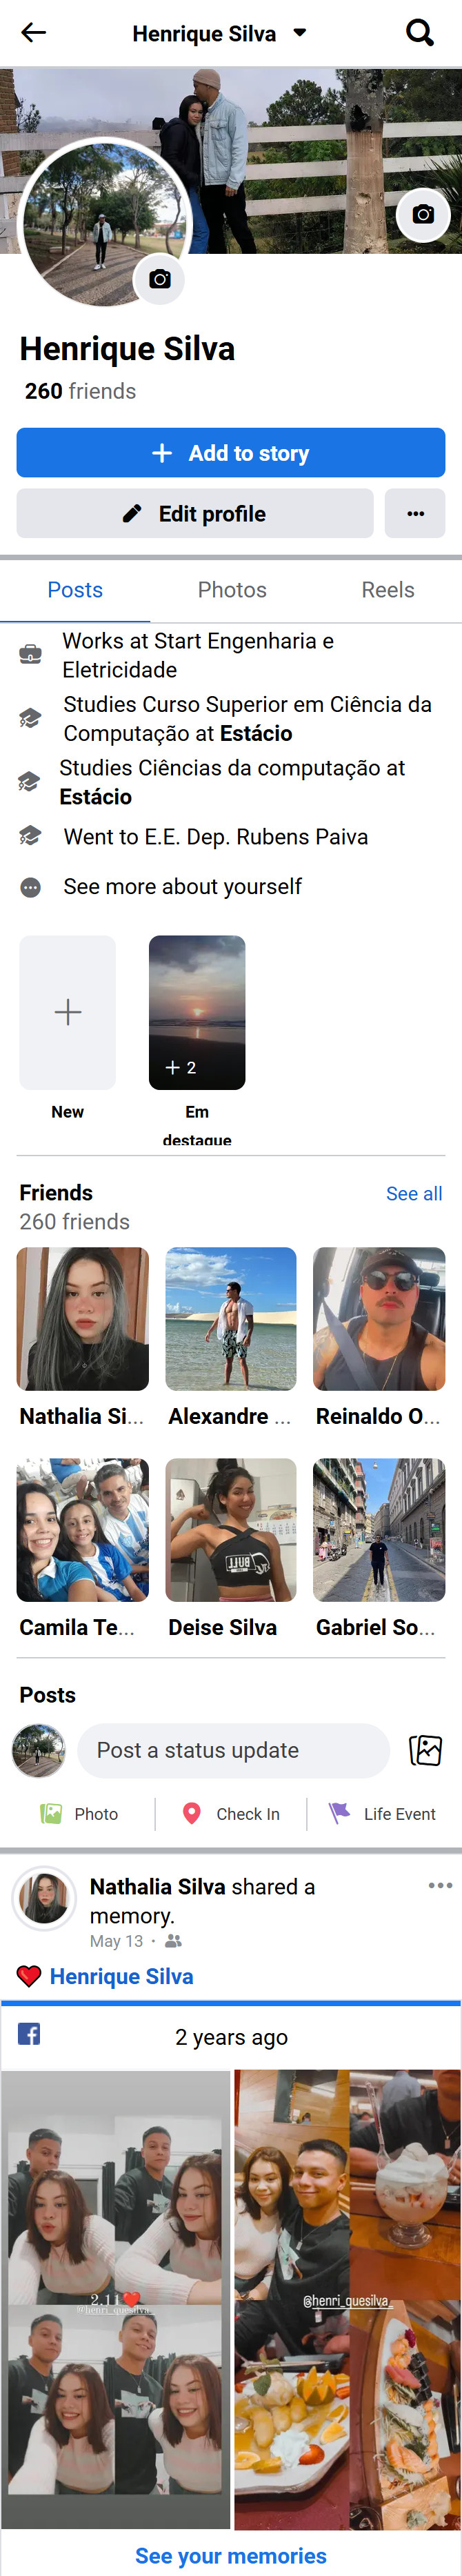 Henrique Silva
Henrique Silva
260 friends
Add to story
Edit profile
Posts
Photos
Reels
Works at Start Engenharia e
Eletricidade
Studies Curso Superior em Ciência da
Computação at Estácio
Studies Ciências da computação at
Estácio
Went to E.E. Dep. Rubens Paiva
See more about yourself
+ 2
New
Em
destaque
Friends
See all
260 friends
Nathalia Si...
Alexandre ...
Reinaldo O...
BULL
Camila Te...
Deise Silva
Gabriel So...
Posts
Post a status update
Photo
Check In
Life Event
Nathalia Silva shared a
memory.
May 13
Henrique Silva
2 years ago
2.11
@henri_quesilva_
@henri_quesilva_
See your memories